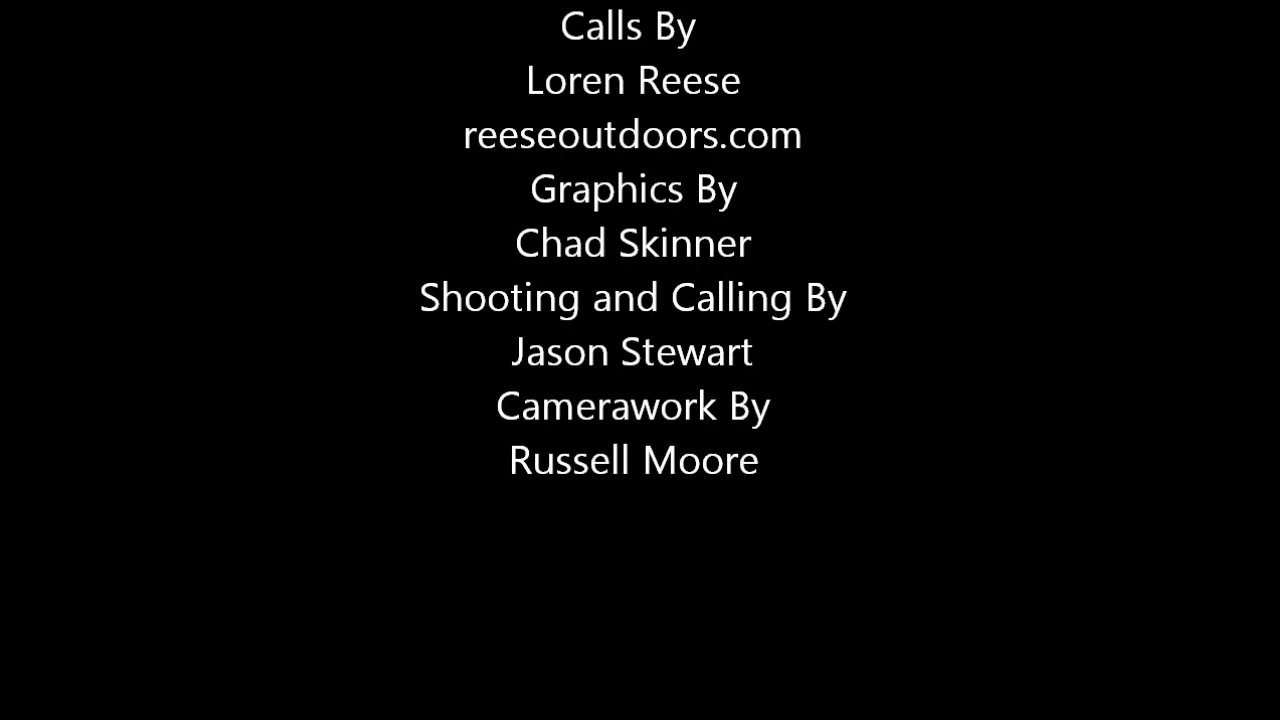 Calls By
Loren Reese
reeseoutdoors.com
Graphics By
Chad Skinner
Shooting and Calling By
Jason Stewart
Camerawork By
Russell Moore